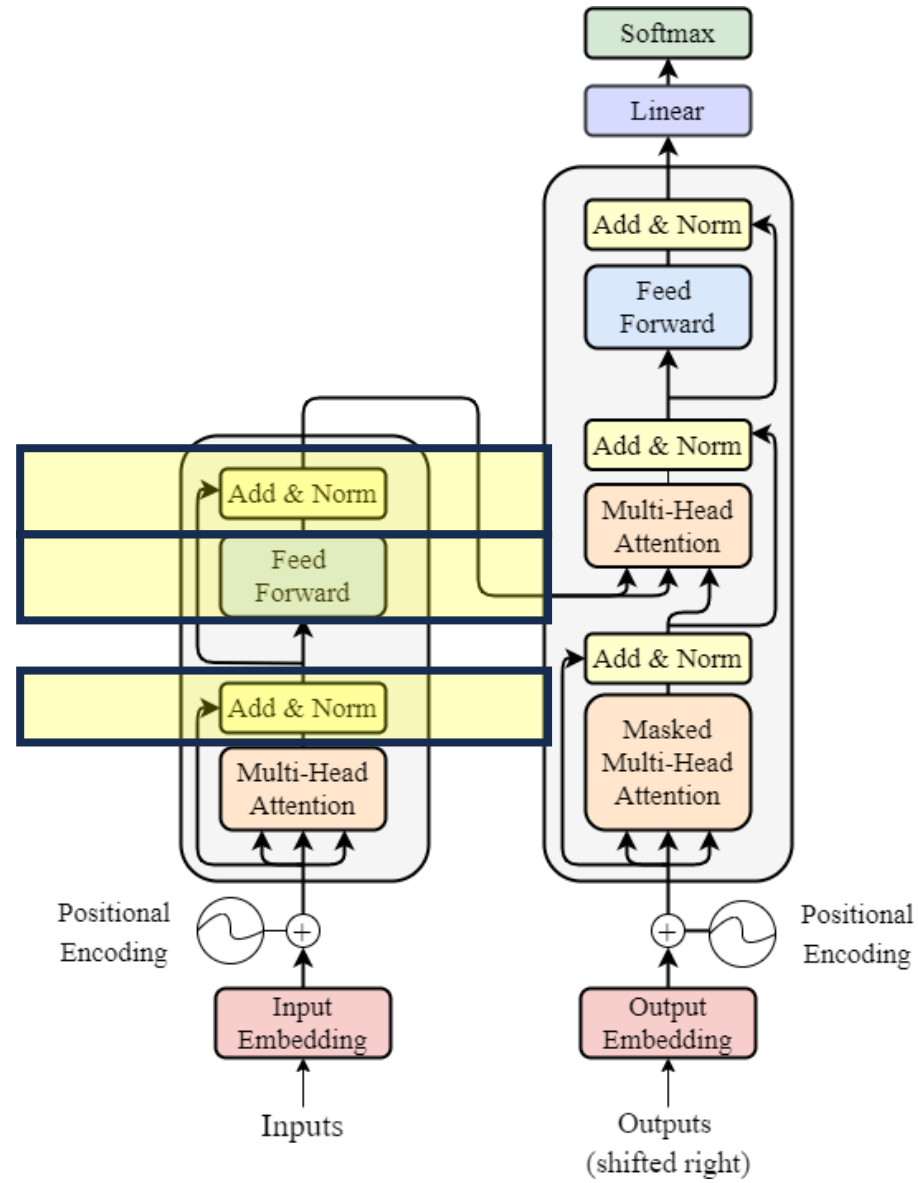 Softmax
Linear
Add & Norm
Feed
Forward
Add & Norm
Multi-Head
Attention
Add & Norm
Masked
Multi-Head
Attention
Add & Norm
Feed
Forward
Add & Norm
Multi-Head
Attention
Positional
Encoding
Positional
Encoding
Input
Embedding
Output
Embedding
Inputs
Outputs
(shifted right)